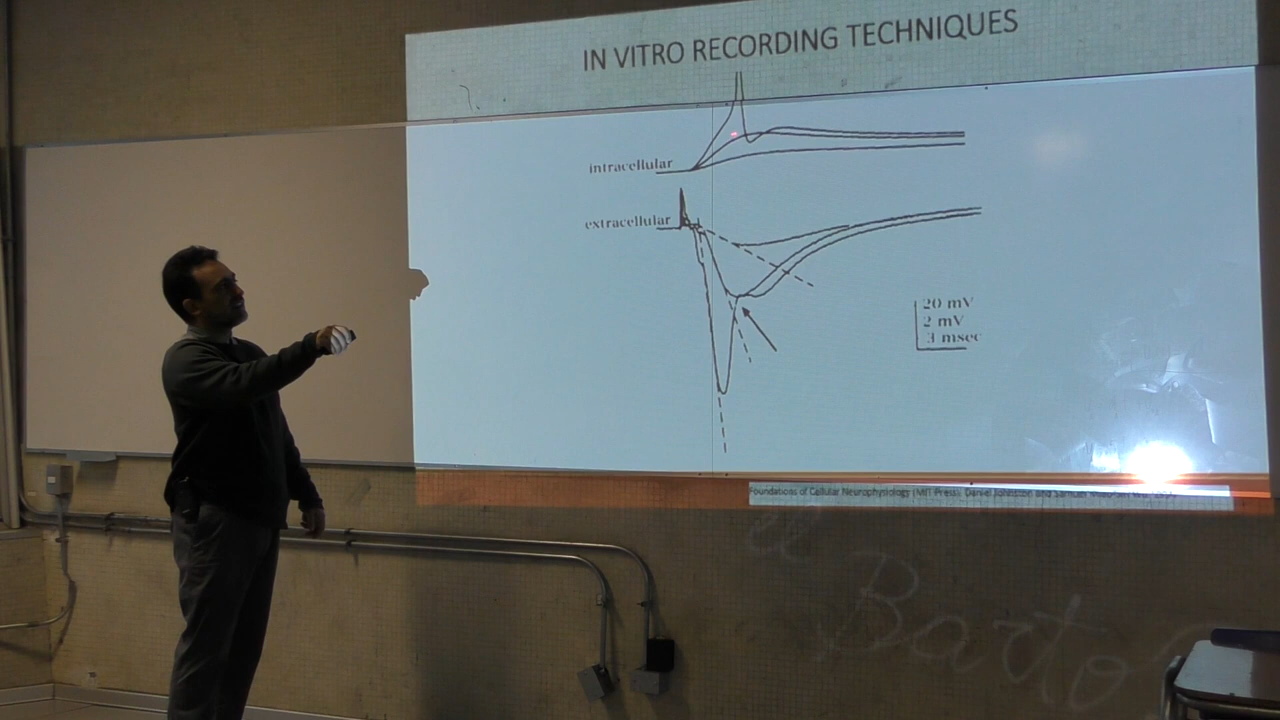 IN VITRO RECORDING TECHNIQUES
intracellular
extracellular
20 mV
2 mV
3 msec
Foundations of Cellular Neurophysiology (MIT Press) Daniel Johnston and Samuel
Barto